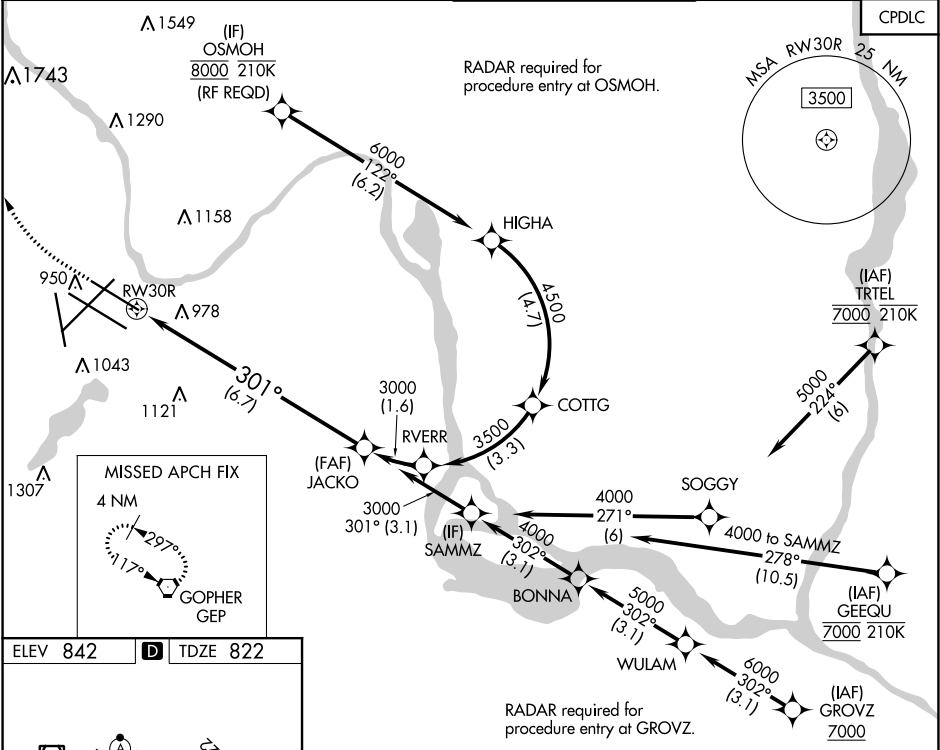 CPDLC
1549
(IF)
OSMOH
8000 210K
(RF REQD)
1743
RADAR required for
procedure entry at OSMOH.
MSA RW30R 25 NM
3500
1290
6000
122°
(6.2)
1158
HIGHA
950
RW30R
978
4500
(4.7)
(IAF)
TRTEL
7000 210K
1043
301°
(6.7)
1121
3000
(1.6)
COTTG
5000
224°
(6)
RVERR
3500
(3.3)
(FAF)
JACKO
1307
MISSED APCH FIX
4 NM
297°
117°
GOPHER
GEP
3000
301° (3.1)
(IF)
SAMMZ
SOGGY
4000
271°
(6)
4000 to SAMMZ
278°
(10.5)
4000
302°
(3.1)
BONNA
(IAF)
GEEQU
7000 210K
5000
302°
(3.1)
WULAM
6000
302°
(3.1)
(IAF)
GROVZ
7000
RADAR required for
procedure entry at GROVZ.
ELEV 842 D TDZE 822
A